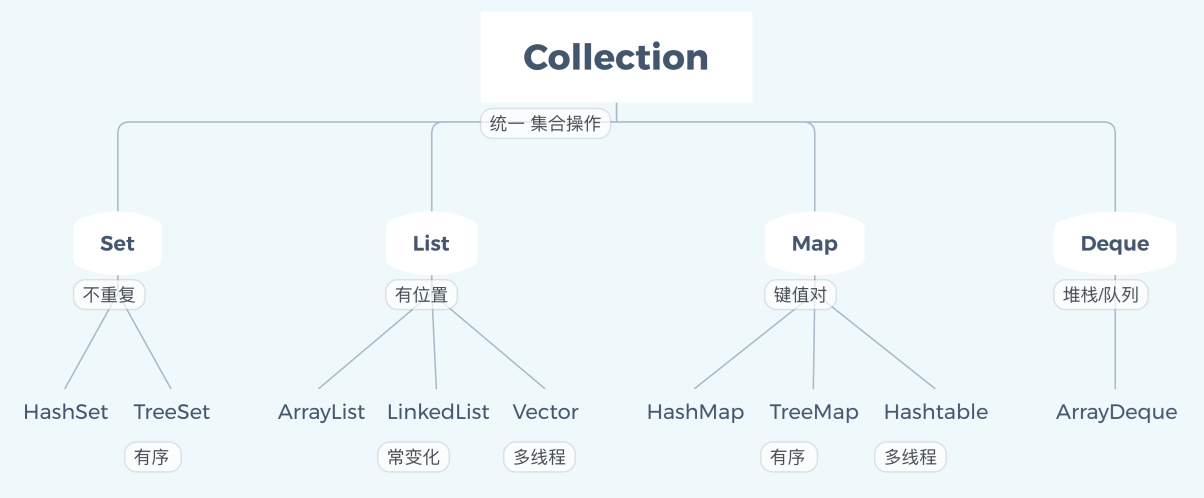 Collection
统一 集合操作
Set
List
Map
Deque
不重复
有位置
键值对
堆栈/队列
HashSet
TreeSet
ArrayList
LinkedList
Vector
HashMap
TreeMap
Hashtable
ArrayDeque
有序
常变化
多线程
有序
多线程